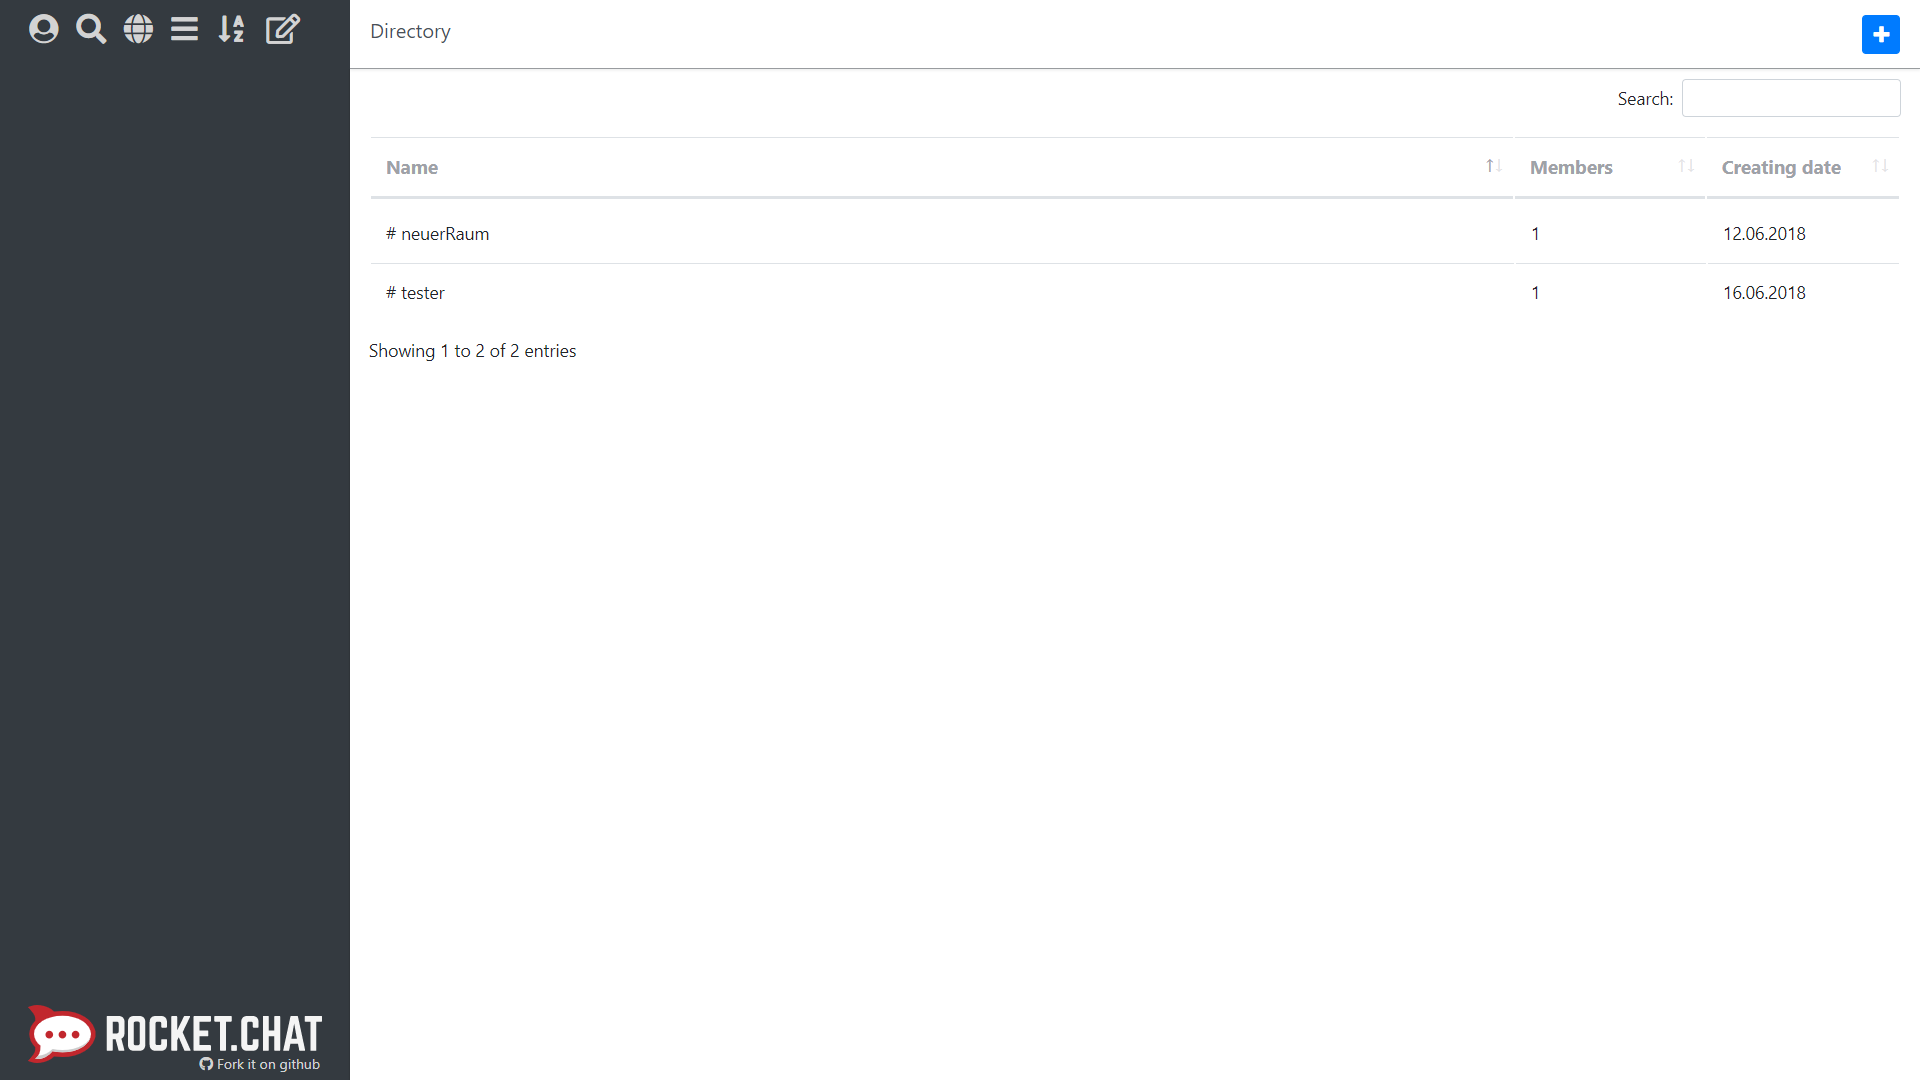 Directory
Search:
Name Members Creating date
# neuerRaum 1 12.06.2018
# tester 1 16.06.2018
Showing 1 to 2 of 2 entries
ROCKET.CHAT
Fork it on github